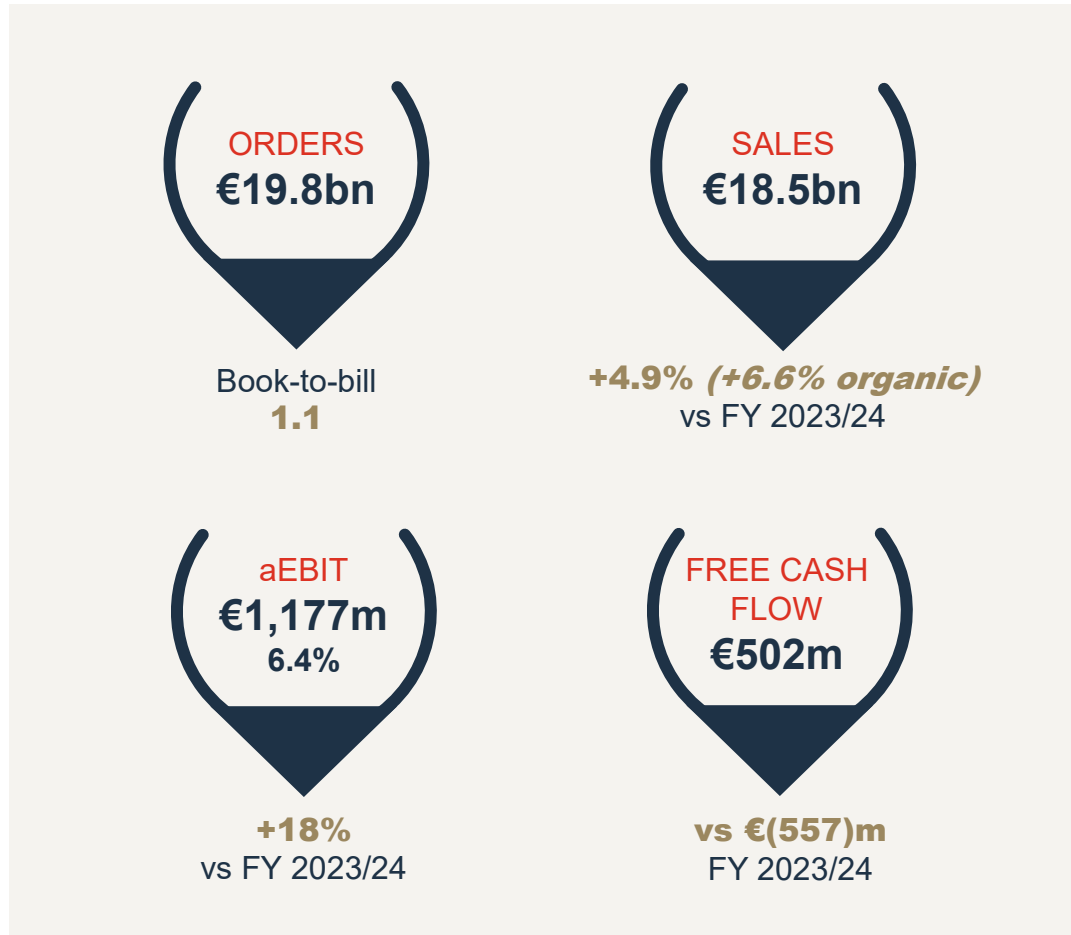 ORDERS
€19.8bn
Book-to-bill
1.1
SALES
€18.5bn
+4.9% (+6.6% organic)
vs FY 2023/24
aEBIT
€1,177m
6.4%
+18%
vs FY 2023/24
FREE CASH
FLOW
€502m
vs €(557)m
FY 2023/24